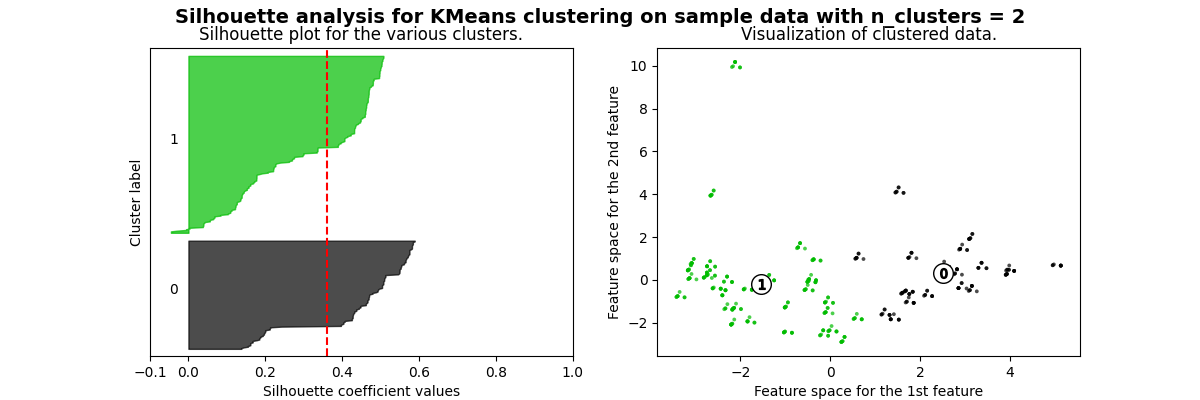 Silhouette analysis for KMeans clustering on sample data with n_clusters = 2
Silhouette plot for the various clusters.
Cluster label
1
0
−0.1 0.0 0.2 0.4 0.6 0.8 1.0
Silhouette coefficient values
Visualization of clustered data.
Feature space for the 2nd feature
10
8
6
4
2
0
−2
1
0
−2 0 2 4
Feature space for the 1st feature